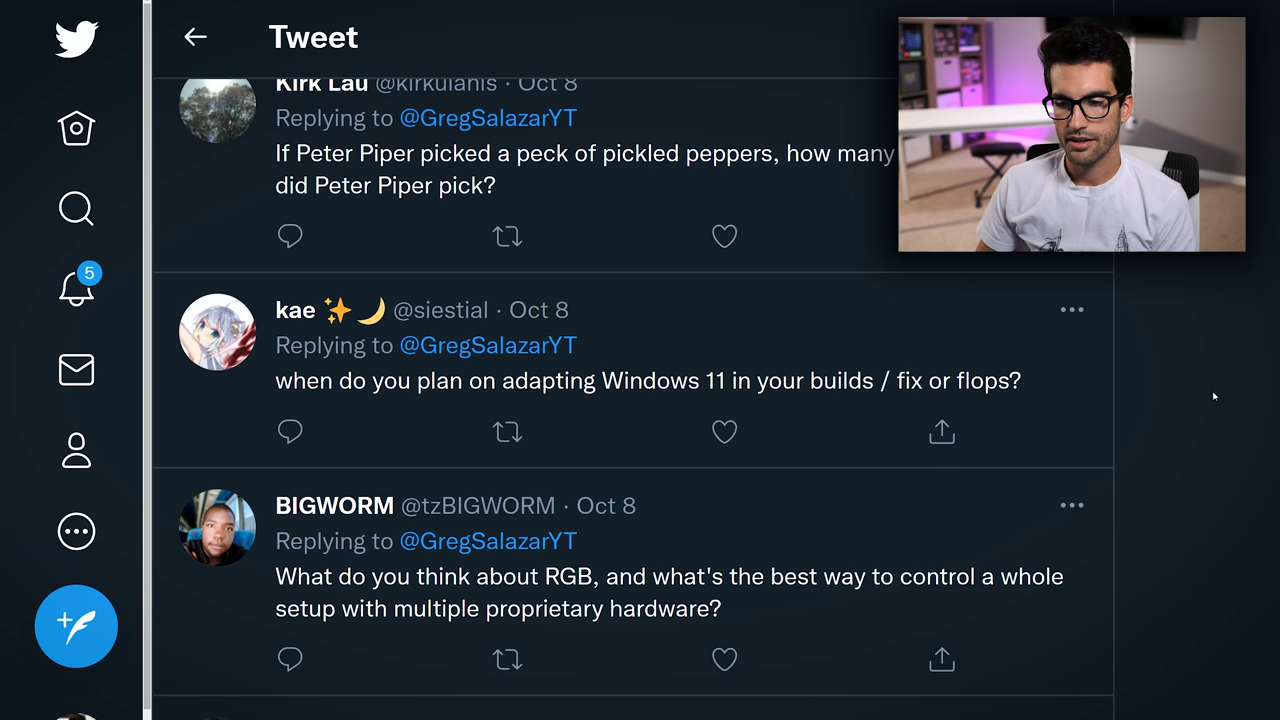 Tweet
Kirk Lau @kirkulanis · Oct 8
Replying to @GregSalazarYT
If Peter Piper picked a peck of pickled peppers, how many
did Peter Piper pick?
5
kae ✨🌙 @siestial · Oct 8
Replying to @GregSalazarYT
when do you plan on adapting Windows 11 in your builds / fix or flops?
BIGWORM @tzBIGWORM · Oct 8
Replying to @GregSalazarYT
What do you think about RGB, and what's the best way to control a whole
setup with multiple proprietary hardware?